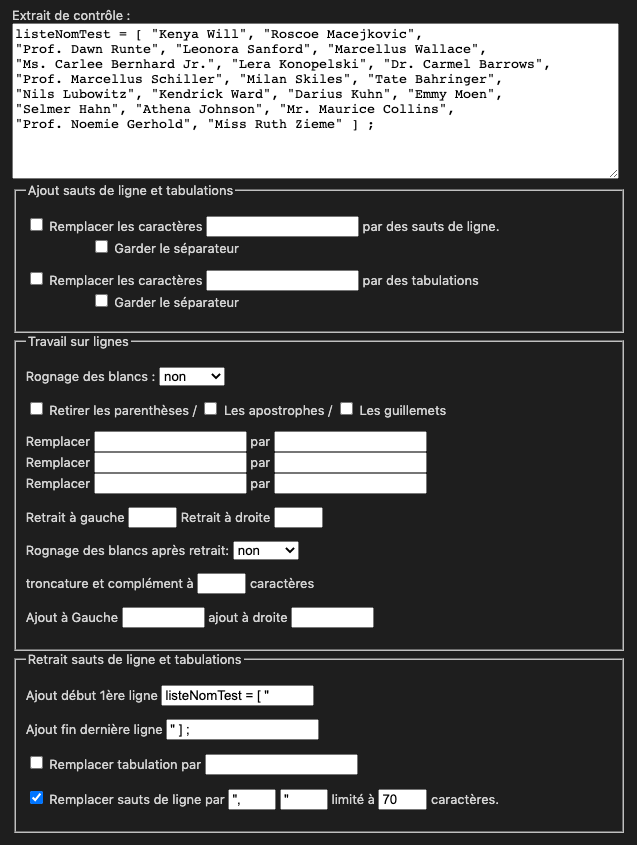 Extrait de contrôle :
listeNomTest = [ "Kenya Will", "Roscoe Macejkovic",
"Prof. Dawn Runte", "Leonora Sanford", "Marcellus Wallace",
"Ms. Carlee Bernhard Jr.", "Lera Konopelski", "Dr. Carmel Barrows",
"Prof. Marcellus Schiller", "Milan Skiles", "Tate Bahringer",
"Nils Lubowitz", "Kendrick Ward", "Darius Kuhn", "Emmy Moen",
"Selmer Hahn", "Athena Johnson", "Mr. Maurice Collins",
"Prof. Noemie Gerhold", "Miss Ruth Zieme" ] ;
Ajout sauts de ligne et tabulations
Remplacer les caractères par des sauts de ligne.
Garder le séparateur
Remplacer les caractères par des tabulations
Garder le séparateur
Travail sur lignes
Rognage des blancs : non
Retirer les parenthèses / Les apostrophes / Les guillemets
Remplacer par
Remplacer par
Remplacer par
Retrait à gauche Retrait à droite
Rognage des blancs après retrait: non
troncature et complément à caractères
Ajout à Gauche ajout à droite
Retrait sauts de ligne et tabulations
Ajout début 1ère ligne listeNomTest = [ "
Ajout fin dernière ligne " ] ;
Remplacer tabulation par
Remplacer sauts de ligne par ", " limité à 70 caractères.